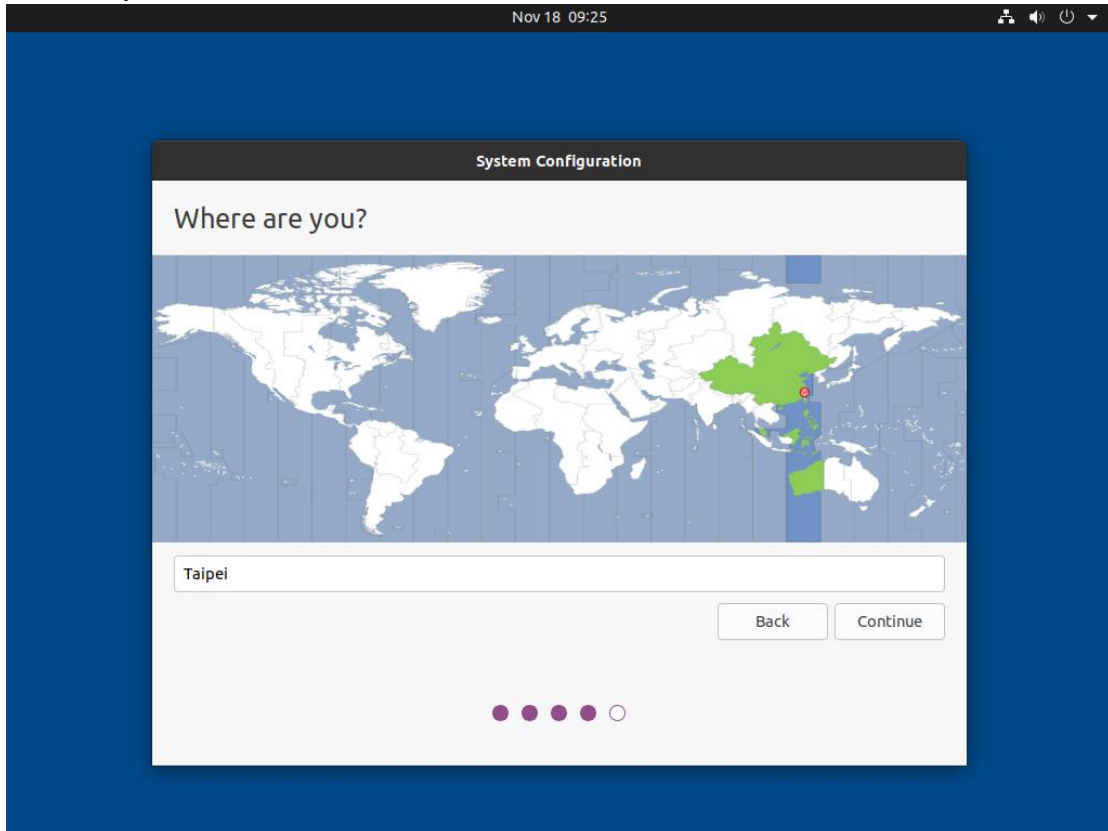 Nov 18 09:25
System Configuration
Where are you?
Taipei
Back Continue